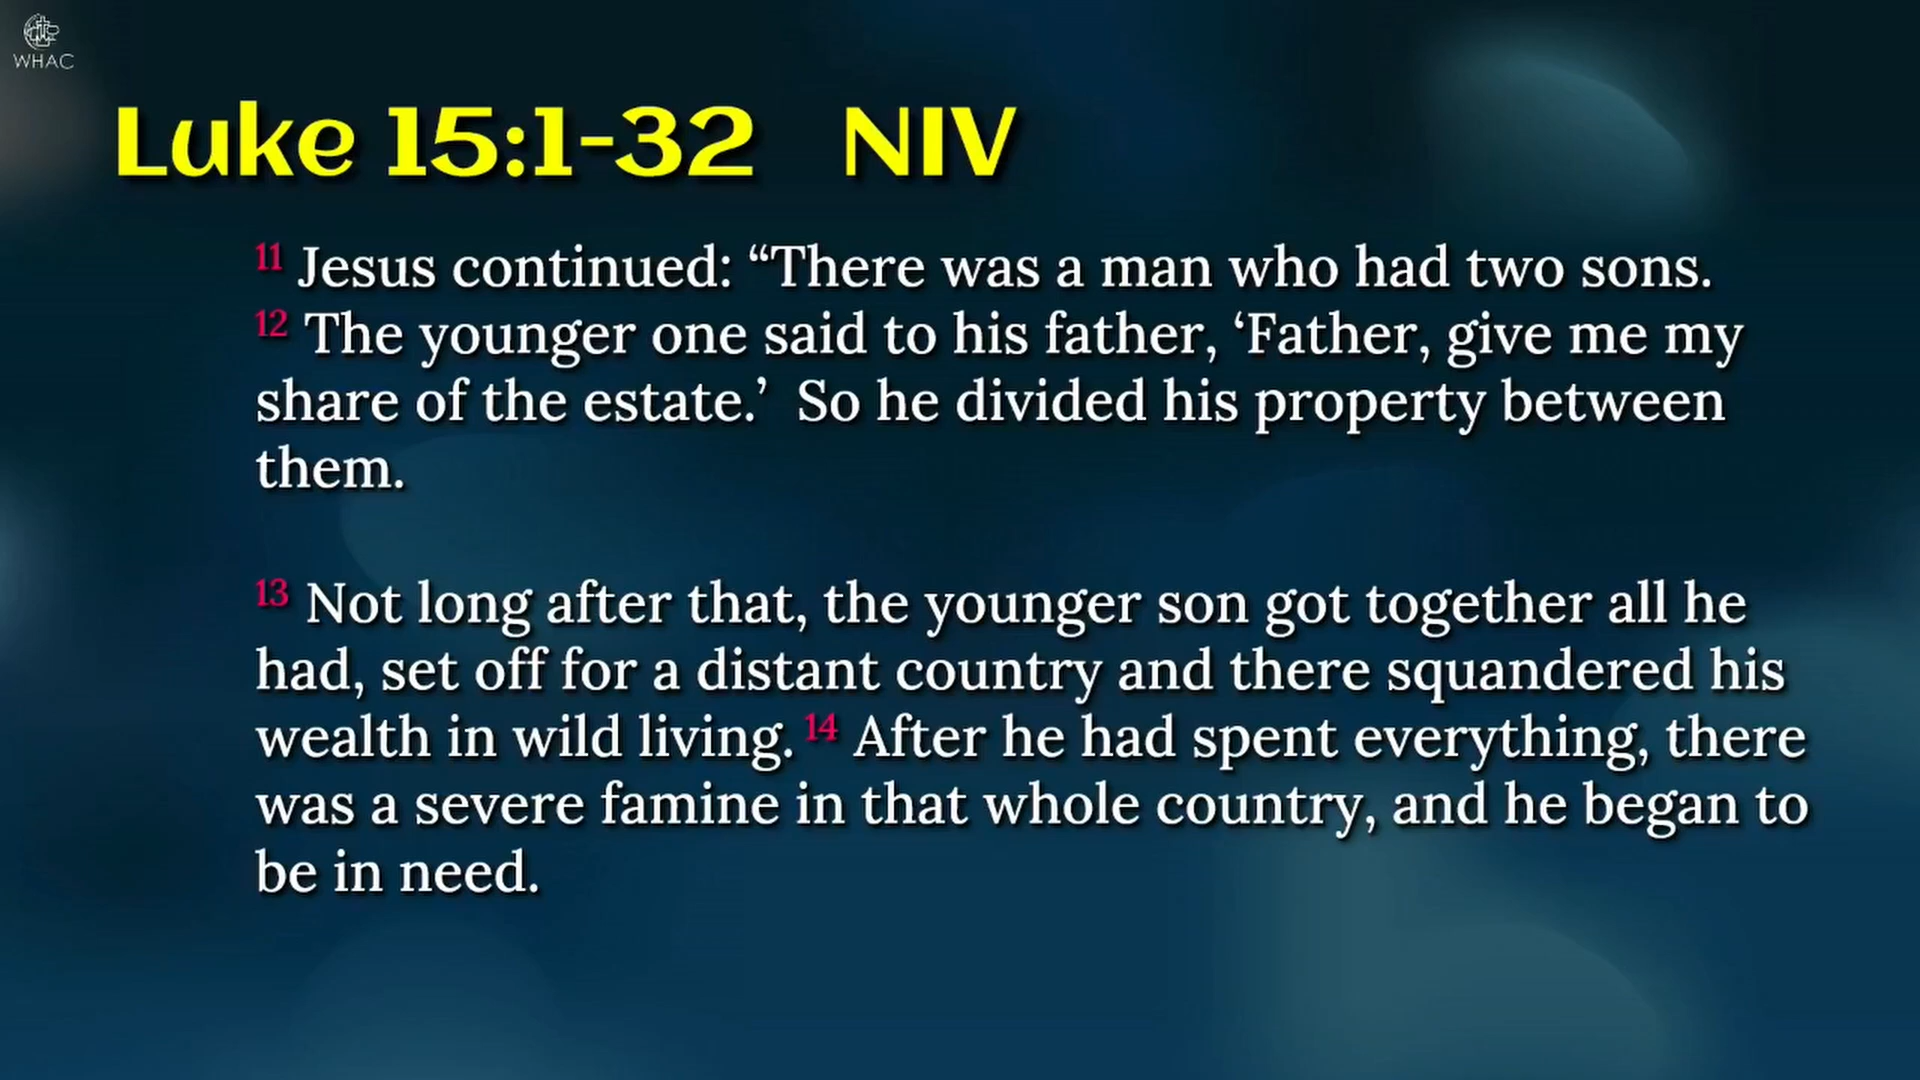 WHAC
Luke 15:1-32 NIV
11 Jesus continued: “There was a man who had two sons.
12 The younger one said to his father, ‘Father, give me my
share of the estate.’ So he divided his property between
them.
13 Not long after that, the younger son got together all he
had, set off for a distant country and there squandered his
wealth in wild living. 14 After he had spent everything, there
was a severe famine in that whole country, and he began to
be in need.